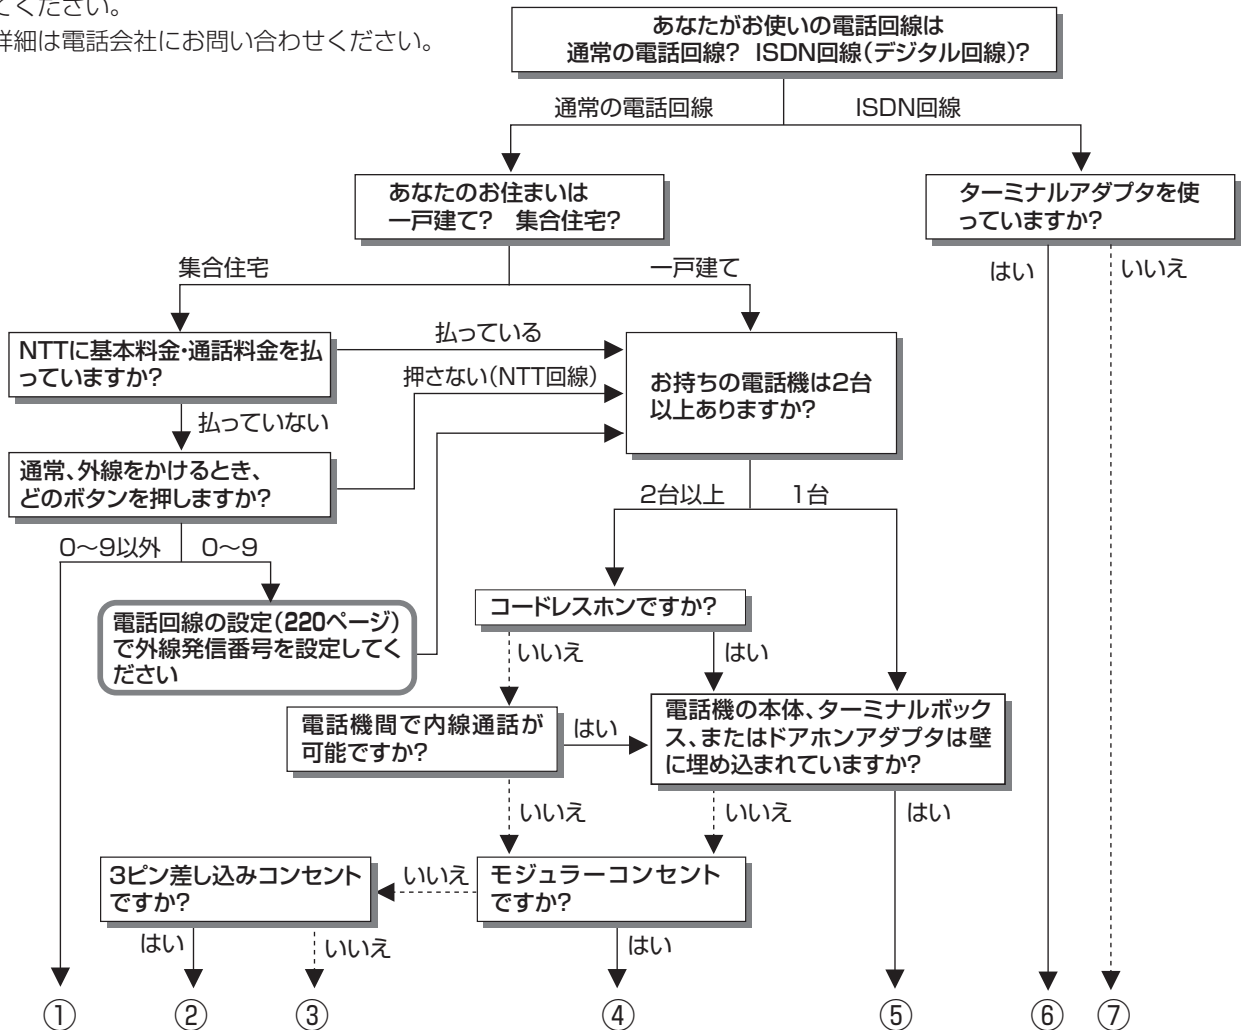 てください。
詳細は電話会社にお問い合わせください。
あなたがお使いの電話回線は
通常の電話回線? ISDN回線(デジタル回線)?
通常の電話回線
ISDN回線
あなたのお住まいは
一戸建て? 集合住宅?
ターミナルアダプタを使
っていますか?
集合住宅
一戸建て
はい
いいえ
NTTに基本料金・通話料金を払
っていますか?
払っている
押さない(NTT回線)
お持ちの電話機は2台
以上ありますか?
払っていない
通常、外線をかけるとき、
どのボタンを押しますか?
2台以上
1台
0〜9以外
0〜9
電話回線の設定(220ページ)
で外線発信番号を設定してく
ださい
コードレスホンですか?
いいえ
はい
電話機間で内線通話が
可能ですか?
はい
電話機の本体、ターミナルボック
ス、またはドアホンアダプタは壁
に埋め込まれていますか?
いいえ
いいえ
はい
3ピン差し込みコンセント
ですか?
いいえ
モジュラーコンセント
ですか?
はい
いいえ
はい
①
②
③
④
⑤
⑥
⑦